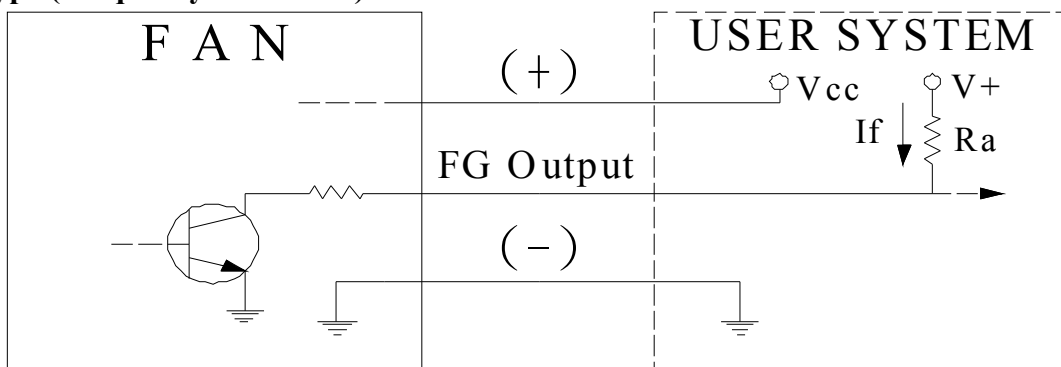 F A N
USER SYSTEM
(+)
Vcc
V+
If
Ra
FG Output
(-)